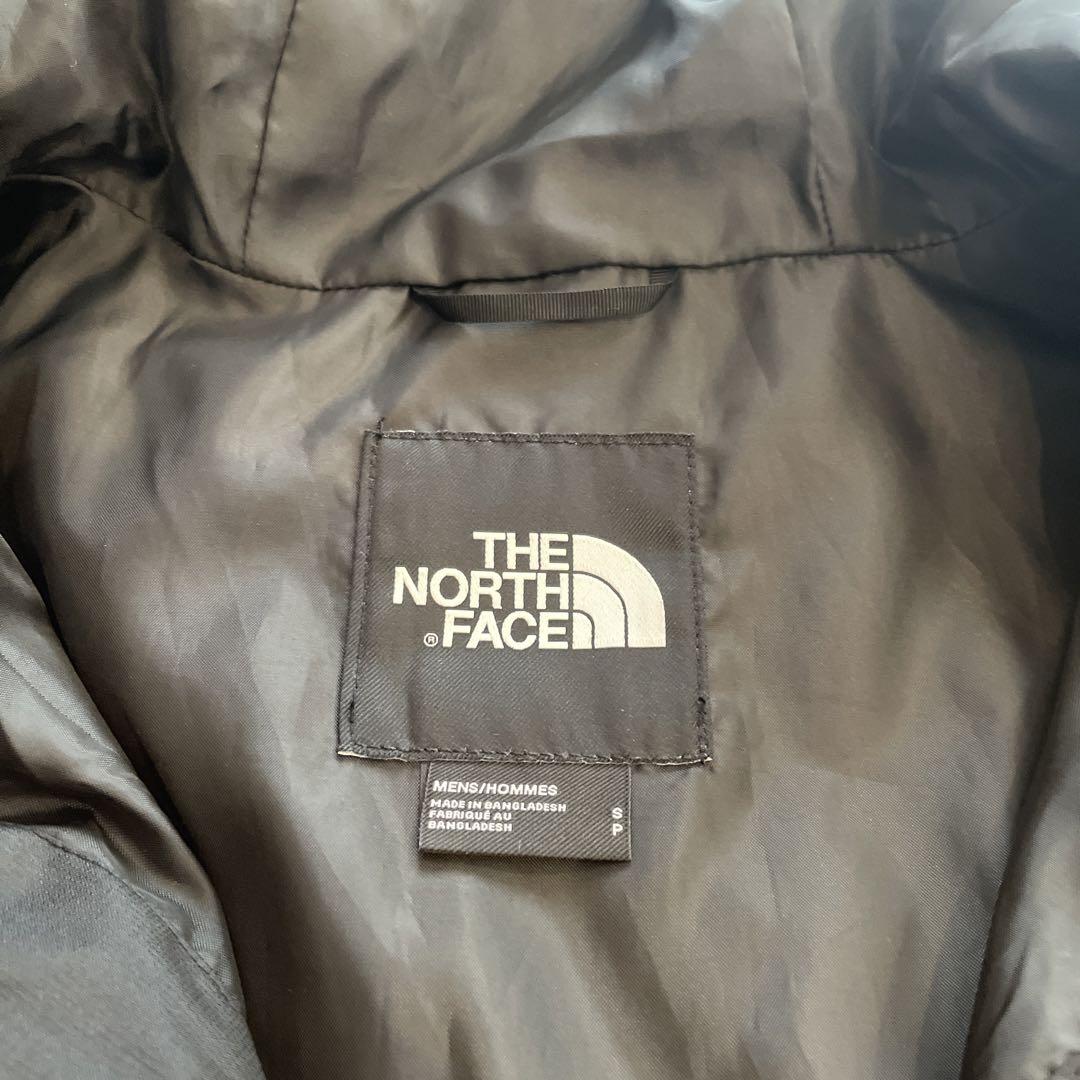 THE
NORTH
® FACE
MENS/HOMMES
MADE IN BANGLADESH
FABRIQUÉ AU
BANGLADESH
S
P